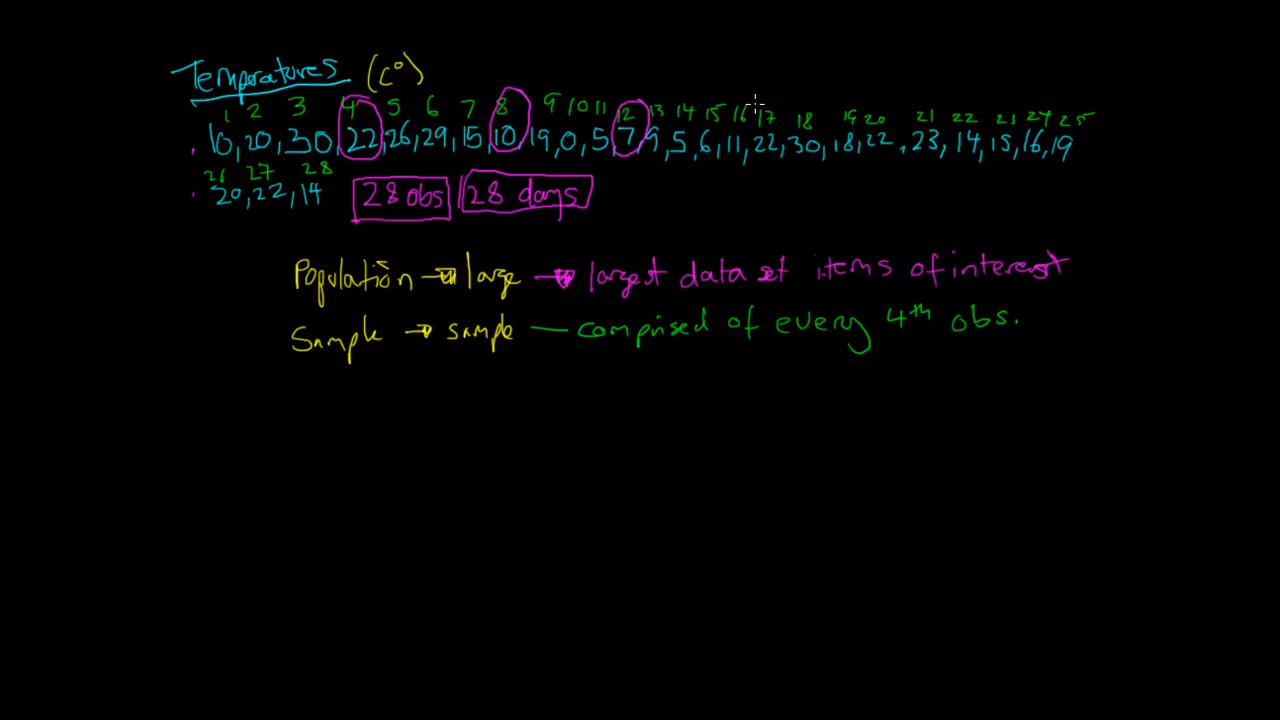 Temperatures (C°)
1 2 3 4 5 6 7 8 9 10 11 12 13 14 15 16 17 18 19 20 21 22 23 24 25
10, 20, 30, 22, 26, 29, 15, 10, 19, 0, 5, 7, 9, 5, 6, 11, 22, 30, 18, 22, 23, 14, 15, 16, 19
26 27 28
20, 22, 14 28 obs 28 days
Population → large → largest data set items of interest
Sample → sample — comprised of every 4th obs.